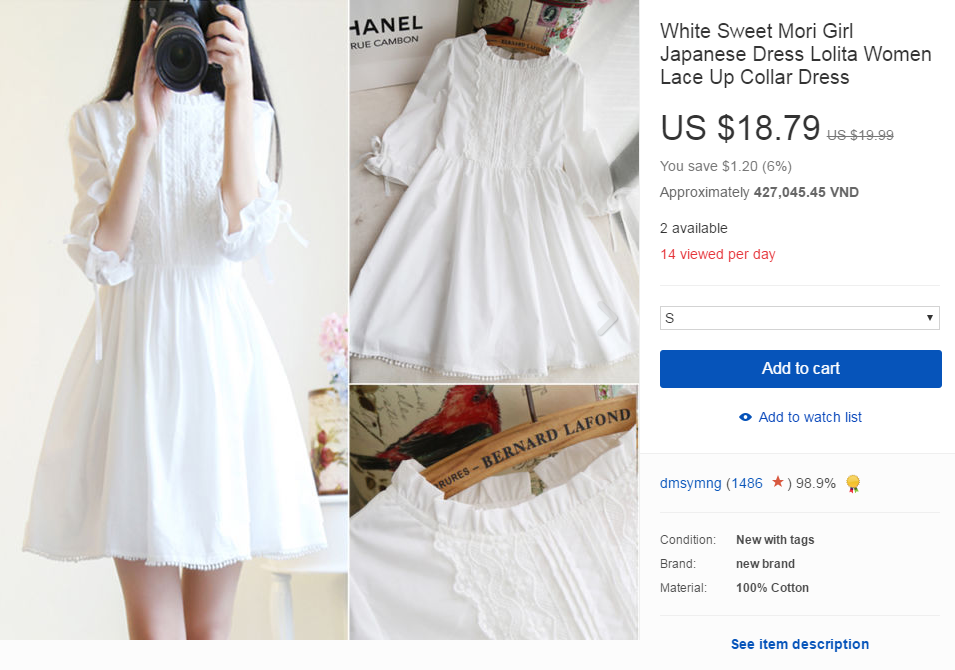 HANEL
RUE CAMBON
BERNARD LAFOND
RRURES – BERNARD LAFOND
White Sweet Mori Girl
Japanese Dress Lolita Women
Lace Up Collar Dress
US $18.79 US $19.99
You save $1.20 (6%)
Approximately 427,045.45 VND
2 available
14 viewed per day
S
Add to cart
Add to watch list
dmsymng (1486 ★ ) 98.9%
Condition: New with tags
Brand: new brand
Material: 100% Cotton
See item description